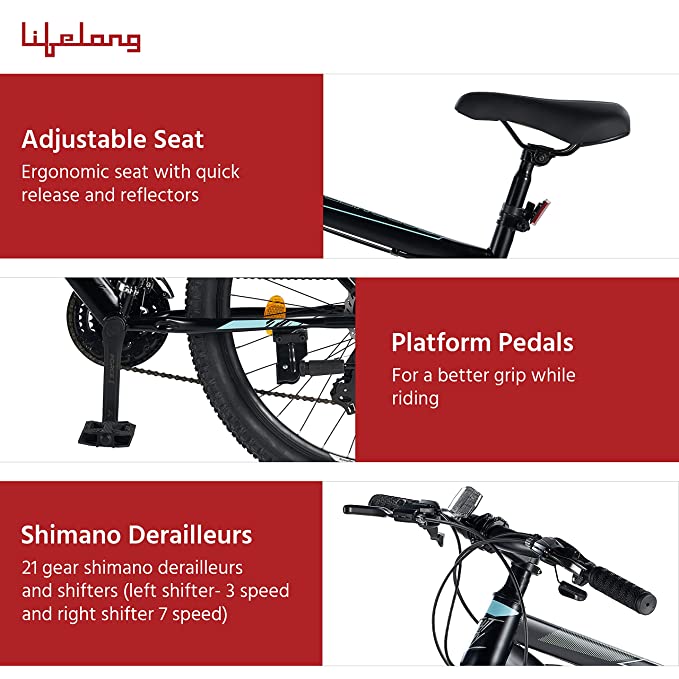 Lifelong
Adjustable Seat
Ergonomic seat with quick
release and reflectors
Platform Pedals
For a better grip while
riding
Shimano Derailleurs
21 gear shimano derailleurs
and shifters (left shifter- 3 speed
and right shifter 7 speed)